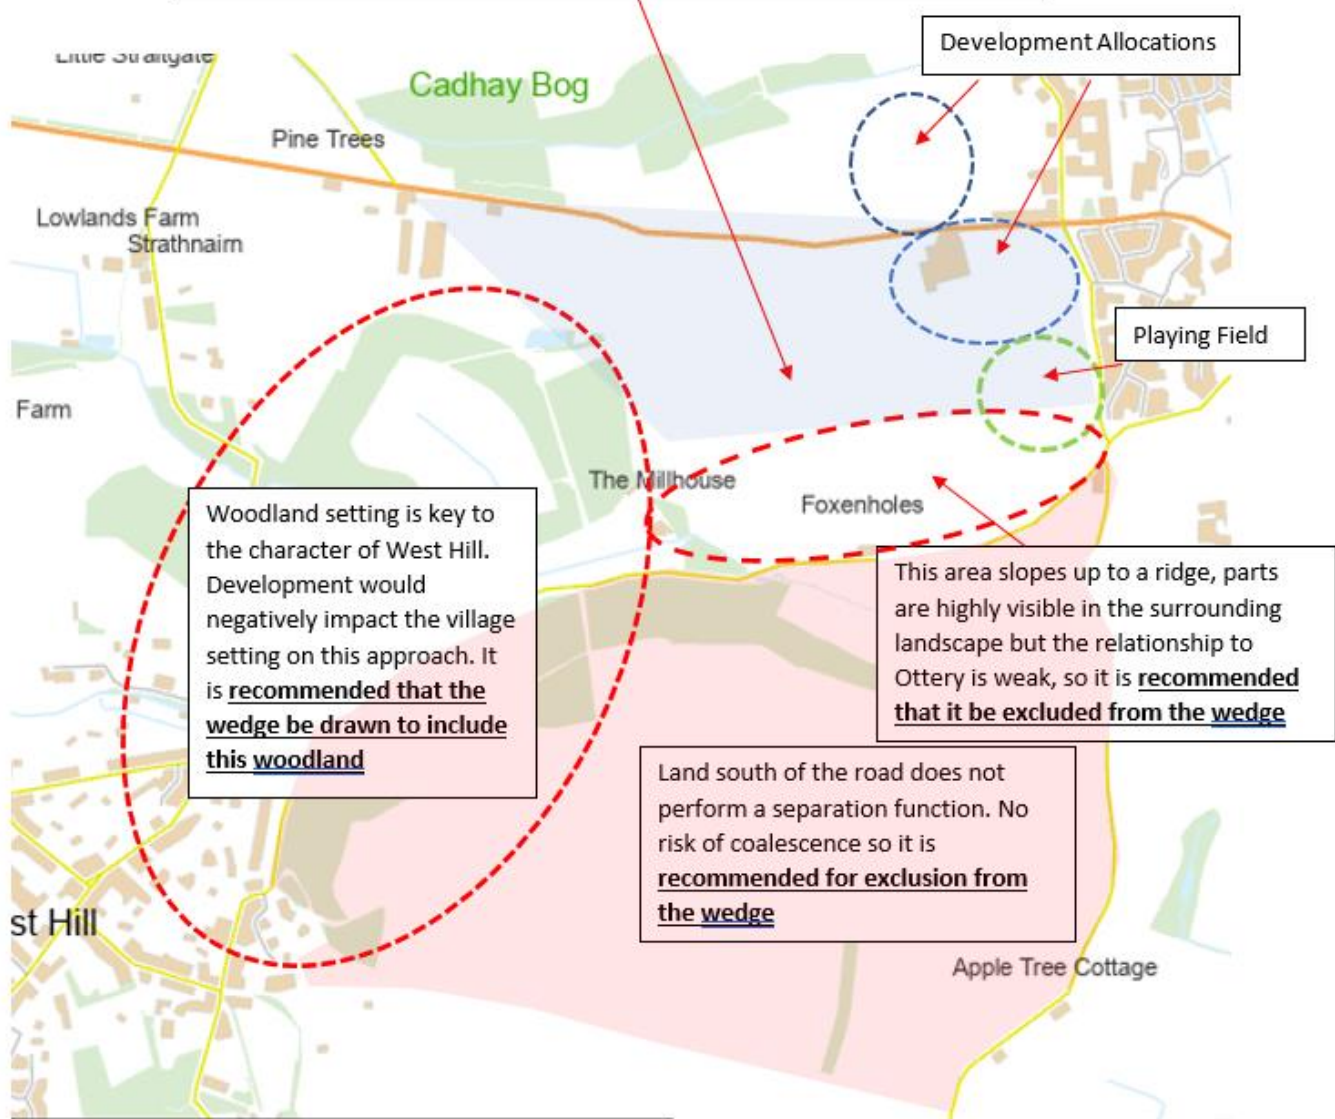 Development Allocations
Little Straitgate
Cadhay Bog
Pine Trees
Lowlands Farm
Strathnairn
Playing Field
Farm
The Millhouse
Foxenholes
Woodland setting is key to
the character of West Hill.
Development would
negatively impact the village
setting on this approach. It
is recommended that the
wedge be drawn to include
this woodland
This area slopes up to a ridge, parts
are highly visible in the surrounding
landscape but the relationship to
Ottery is weak, so it is recommended
that it be excluded from the wedge
Land south of the road does not
perform a separation function. No
risk of coalescence so it is
recommended for exclusion from
the wedge
st Hill
Apple Tree Cottage